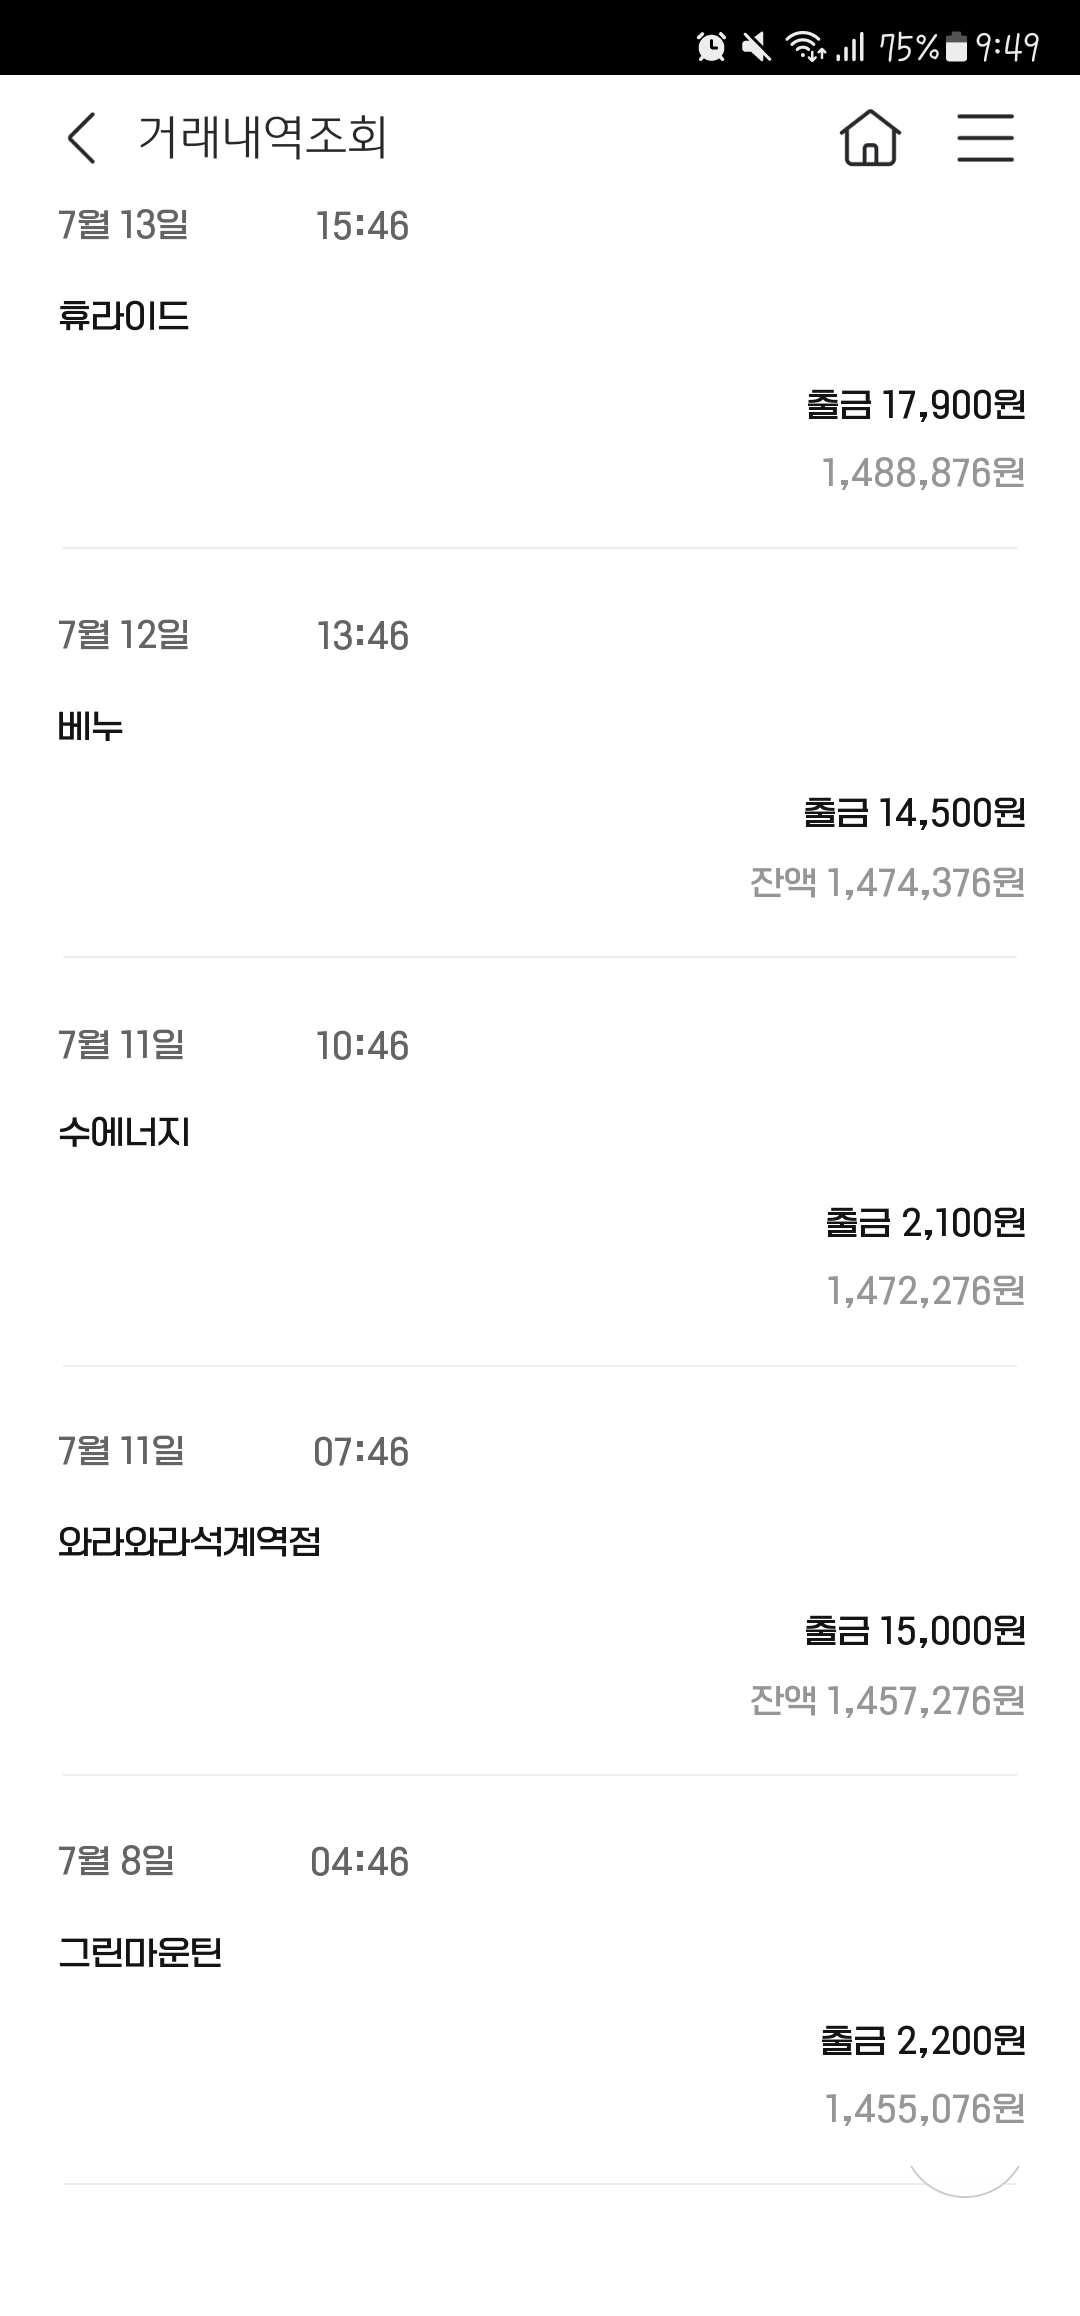 75% 9:49
거래내역조회
7월 13일 15:46
휴라이드
출금 17,900원
1,488,876원
7월 12일 13:46
베누
출금 14,500원
잔액 1,474,376원
7월 11일 10:46
수에너지
출금 2,100원
1,472,276원
7월 11일 07:46
와라와라석계역점
출금 15,000원
잔액 1,457,276원
7월 8일 04:46
그린마운틴
출금 2,200원
1,455,076원